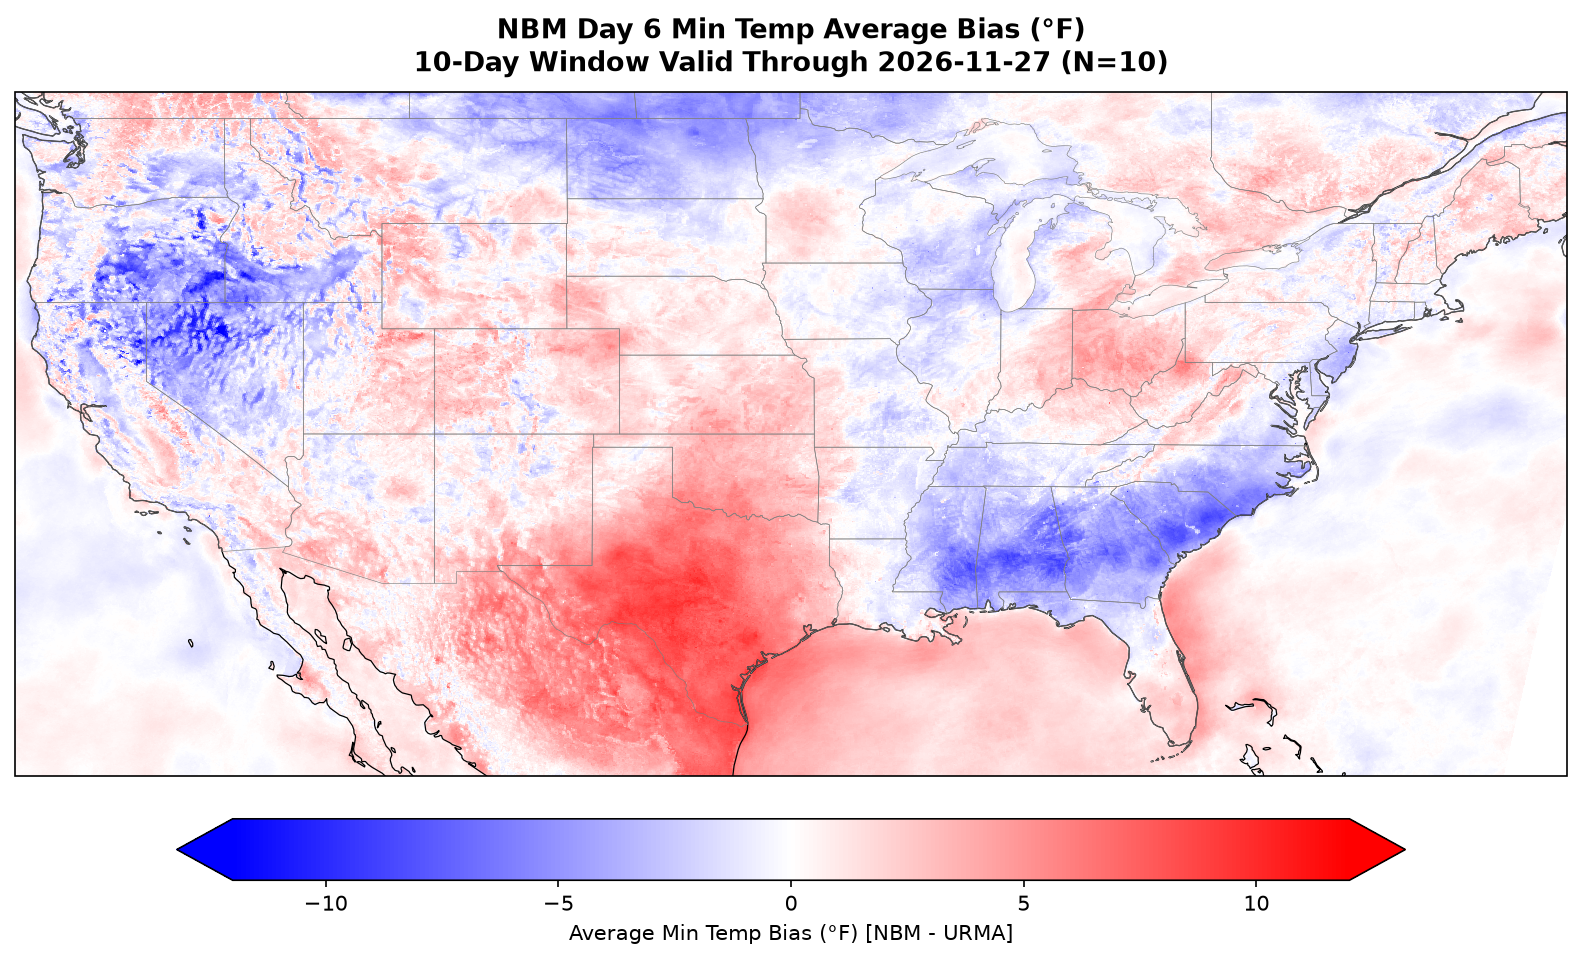 NBM Day 6 Min Temp Average Bias (°F)
10-Day Window Valid Through 2026-11-27 (N=10)
−10 −5 0 5 10
Average Min Temp Bias (°F) [NBM - URMA]